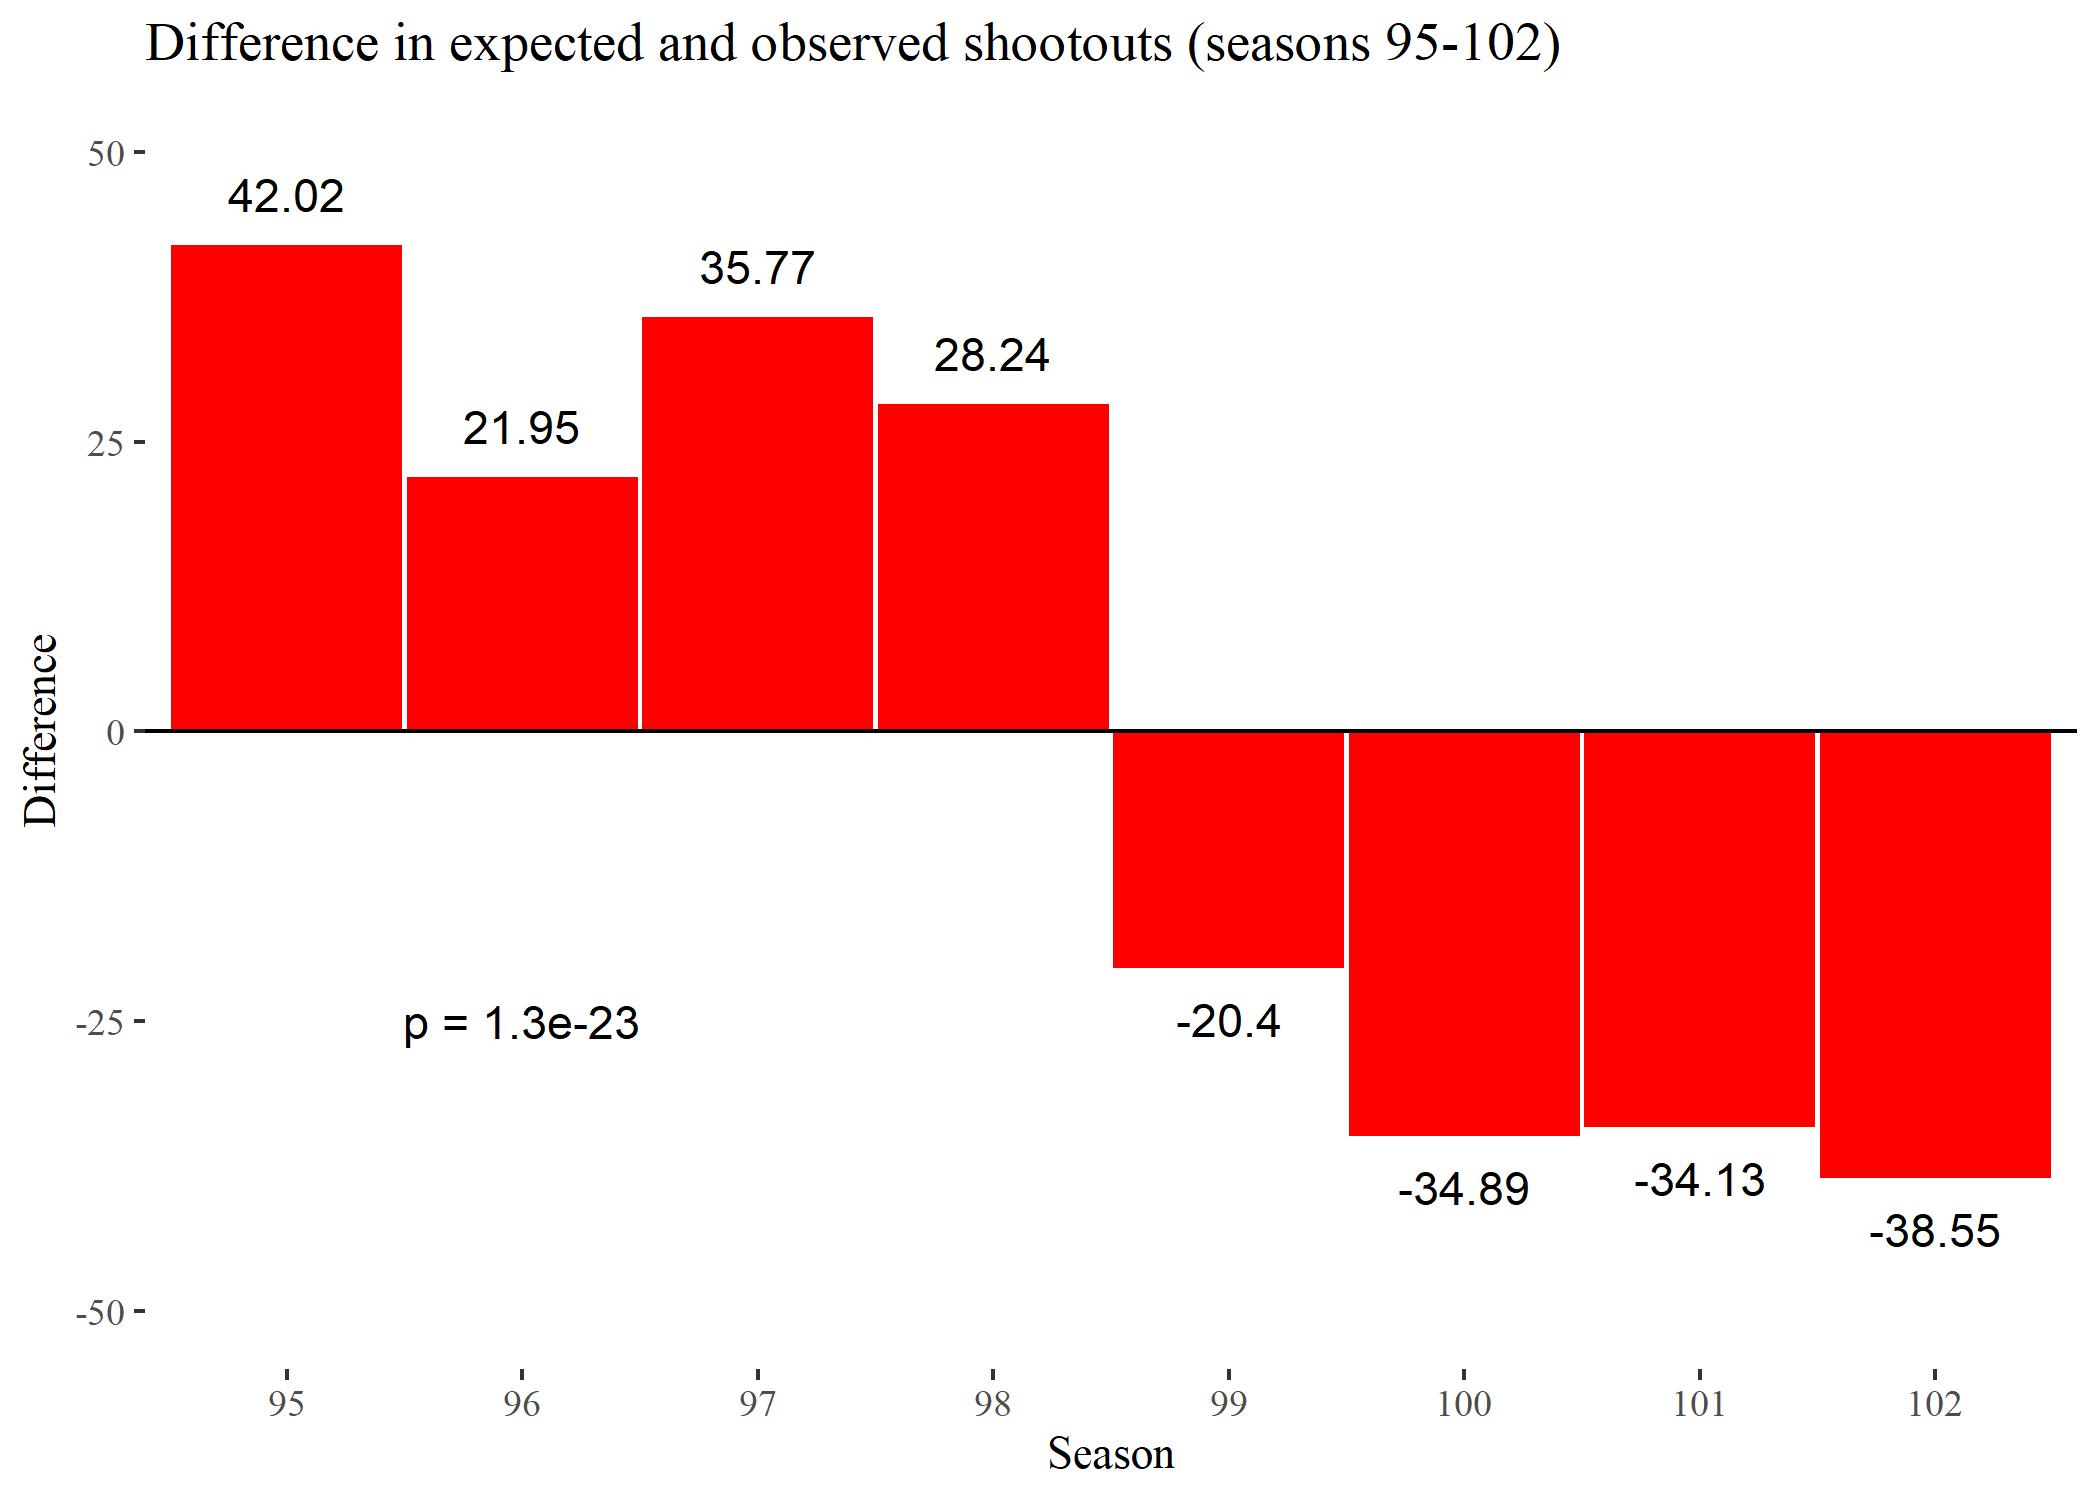 Difference in expected and observed shootouts (seasons 95-102)
50
42.02
35.77
28.24
25
21.95
Difference
0
-25
p = 1.3e-23
-20.4
-34.89
-34.13
-38.55
-50
95 96 97 98 99 100 101 102
Season